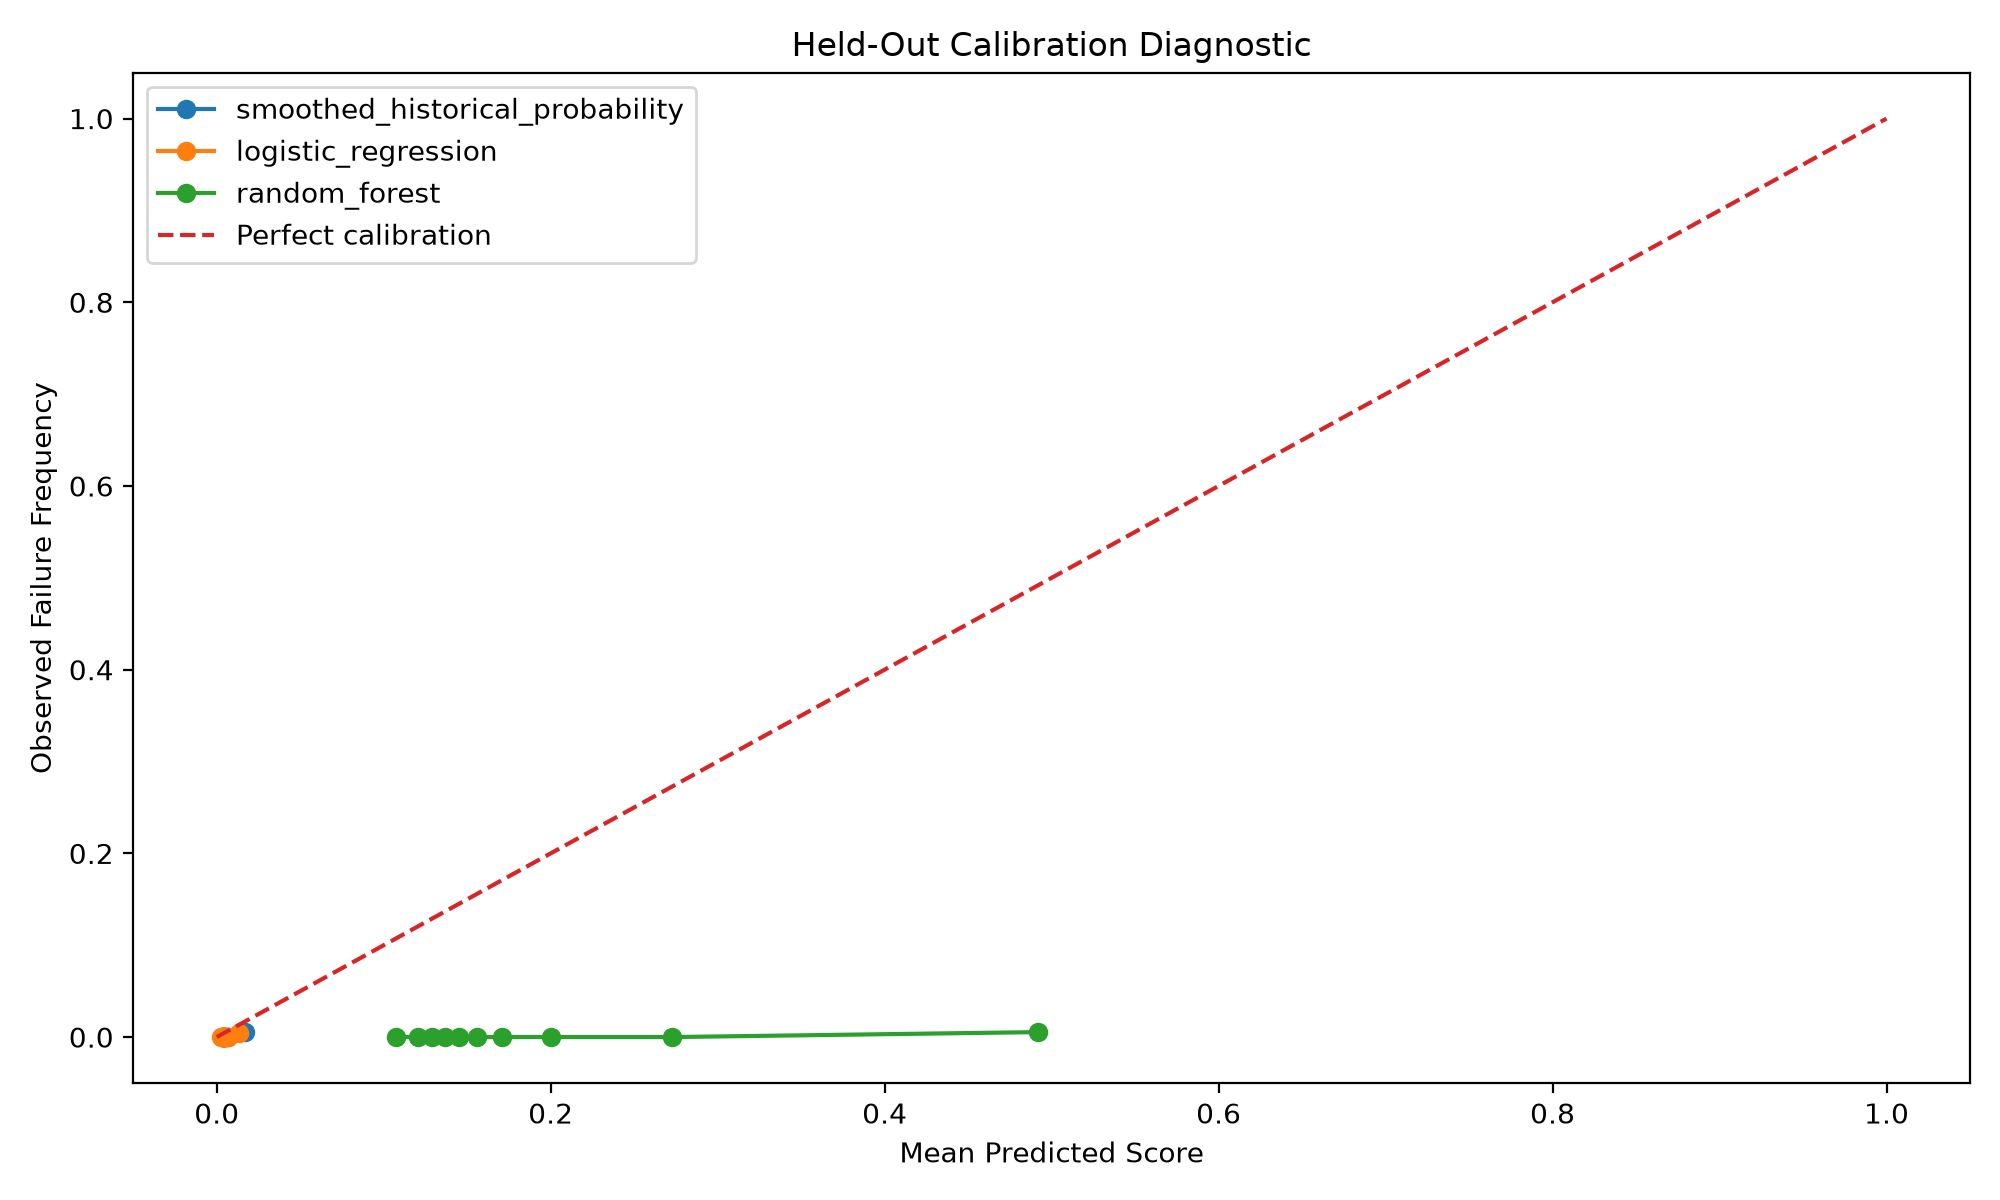 Held-Out Calibration Diagnostic
smoothed_historical_probability
logistic_regression
random_forest
Perfect calibration
Observed Failure Frequency
1.0
0.8
0.6
0.4
0.2
0.0
0.0 0.2 0.4 0.6 0.8 1.0
Mean Predicted Score